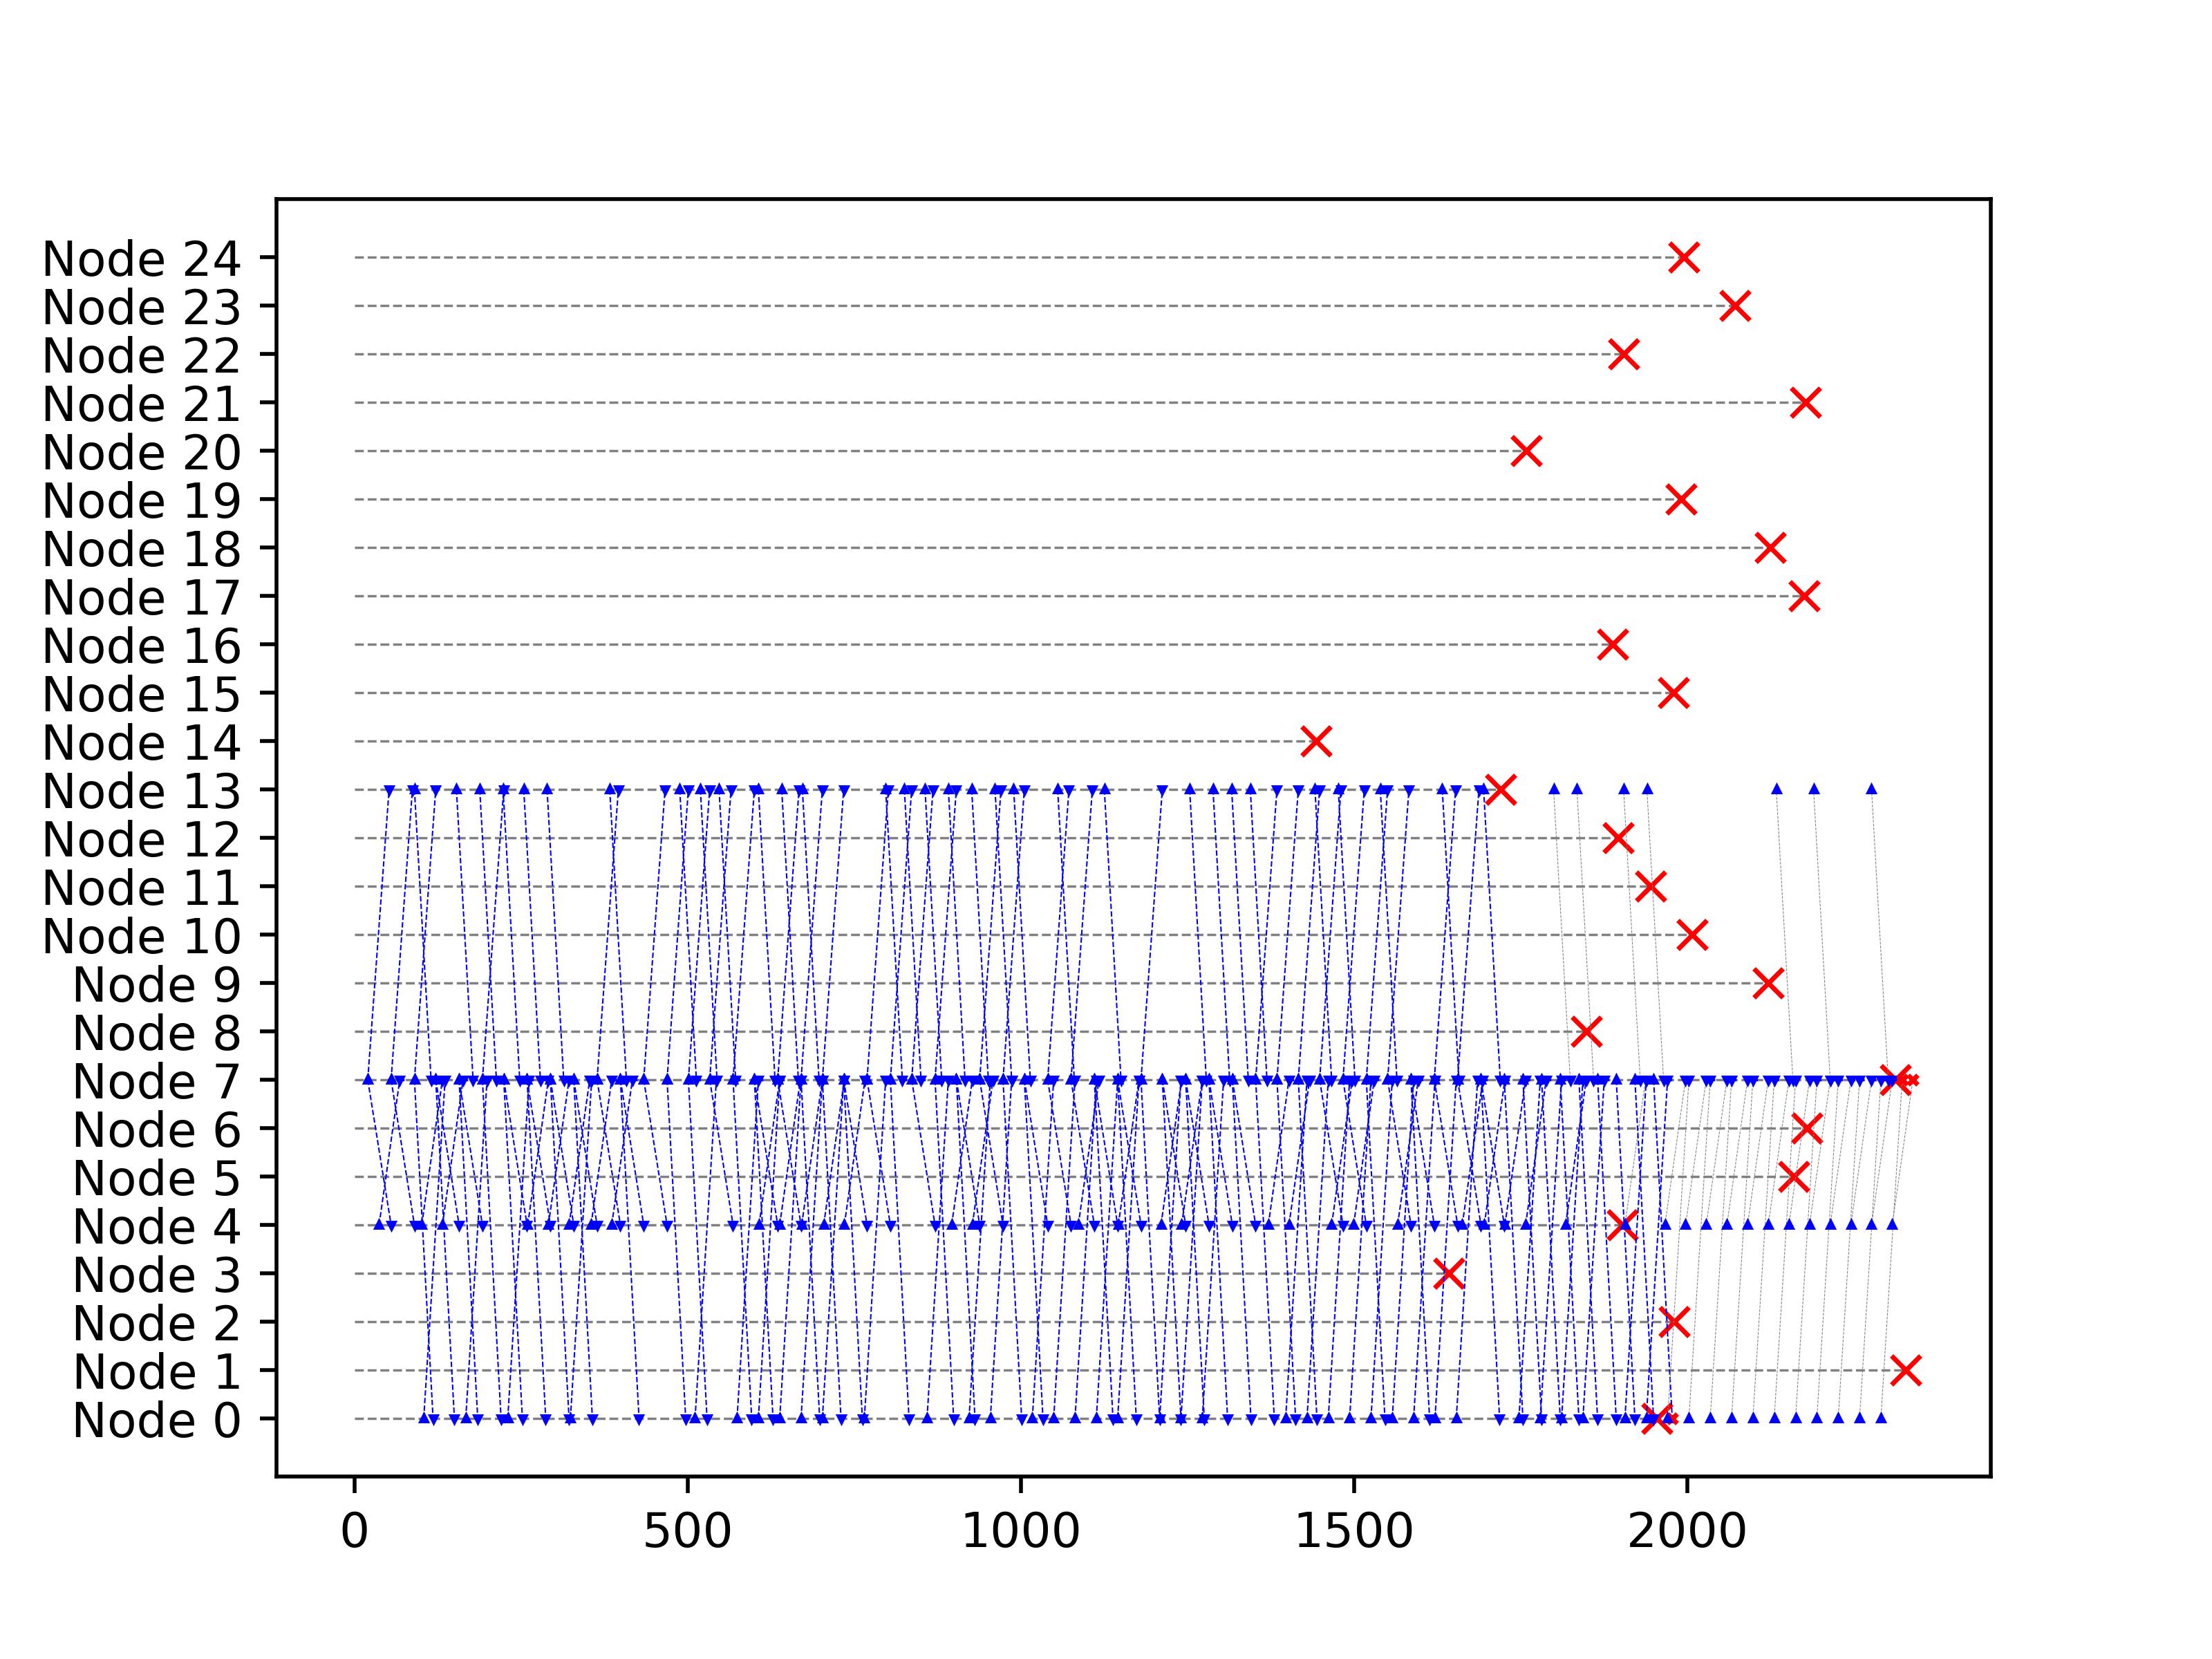 Node 24
Node 23
Node 22
Node 21
Node 20
Node 19
Node 18
Node 17
Node 16
Node 15
Node 14
Node 13
Node 12
Node 11
Node 10
Node 9
Node 8
Node 7
Node 6
Node 5
Node 4
Node 3
Node 2
Node 1
Node 0
0 500 1000 1500 2000